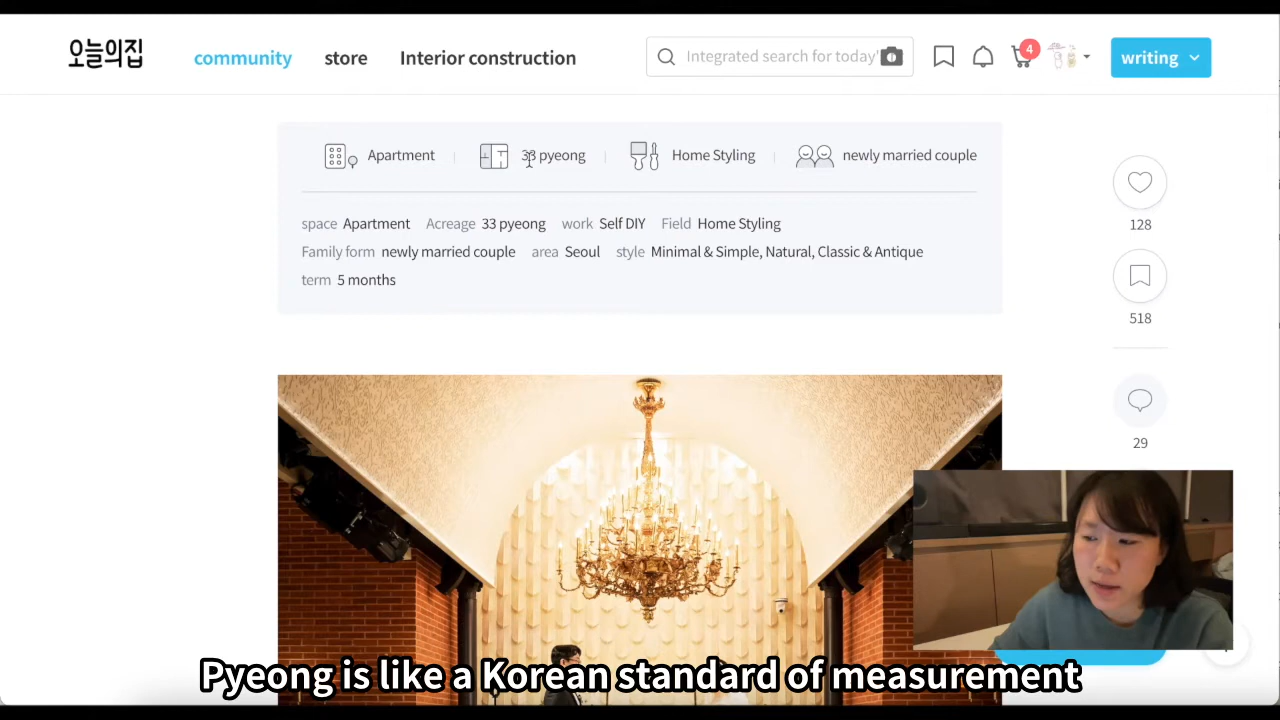 오늘의집 community store Interior construction Integrated search for today' 4 writing
Apartment 33 pyeong Home Styling newly married couple
space Apartment Acreage 33 pyeong work Self DIY Field Home Styling
Family form newly married couple area Seoul style Minimal & Simple, Natural, Classic & Antique
term 5 months
128
518
29
Pyeong is like a Korean standard of measurement